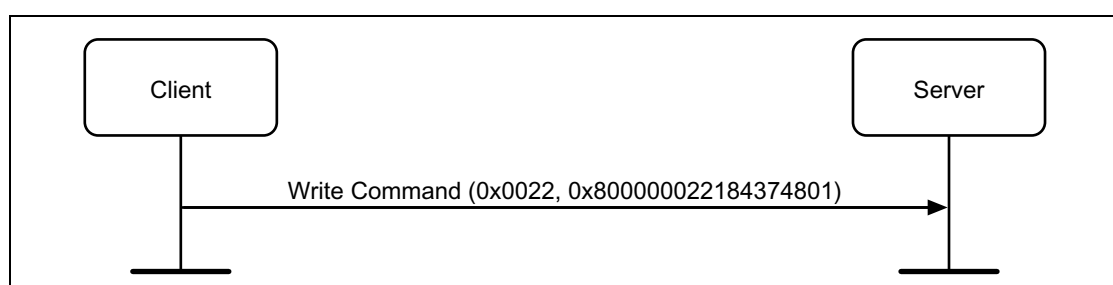 Client
Server
Write Command (0x0022, 0x800000022184374801)